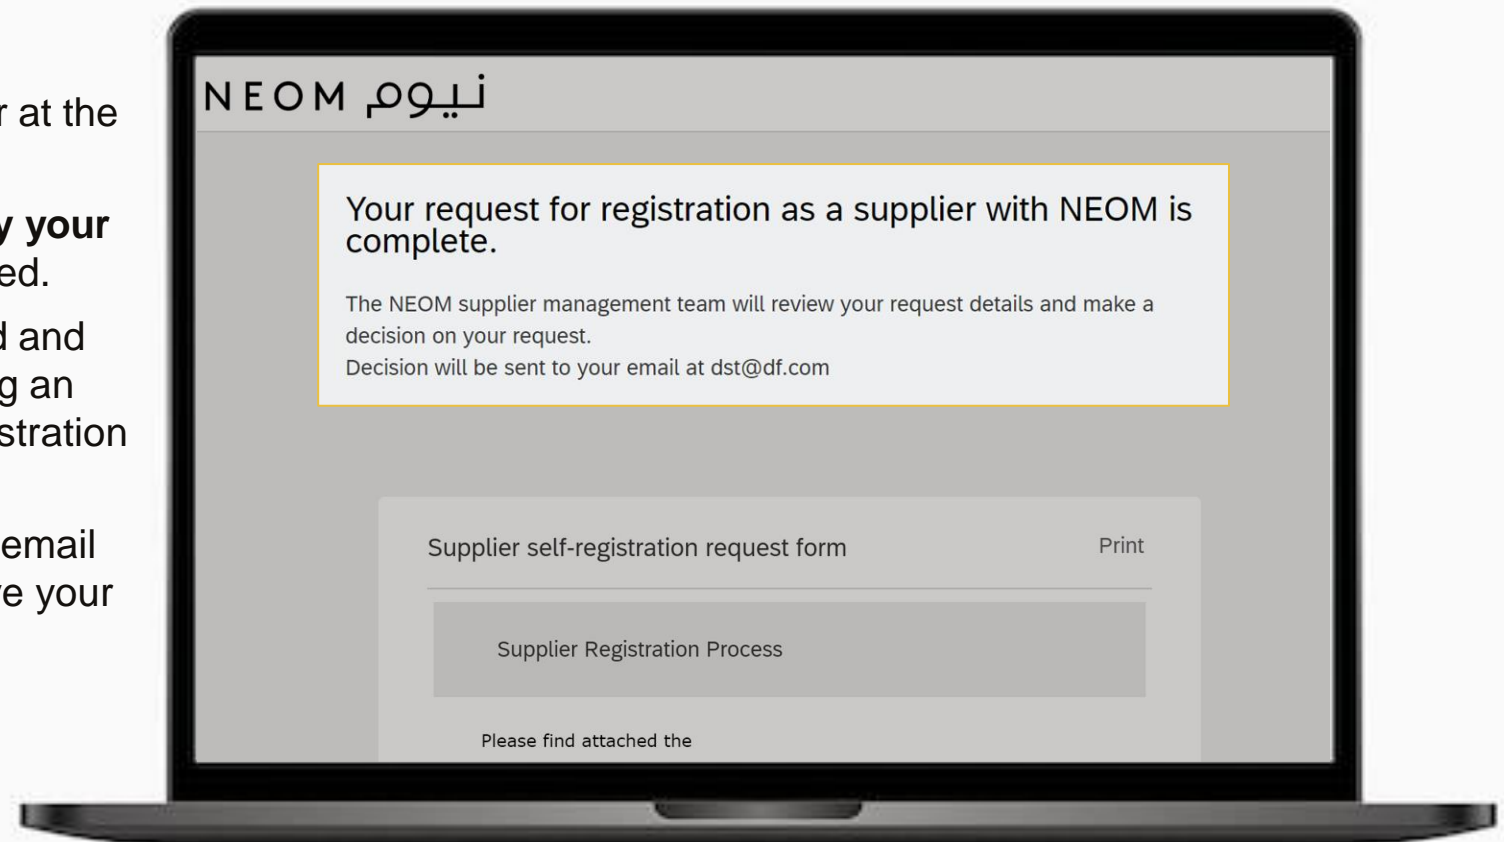 r at the
y your
ed.
d and
g an
stration
email
e your
NEOM نيوم
Your request for registration as a supplier with NEOM is
complete.
The NEOM supplier management team will review your request details and make a
decision on your request.
Decision will be sent to your email at dst@df.com
Supplier self-registration request form
Print
Supplier Registration Process
Please find attached the